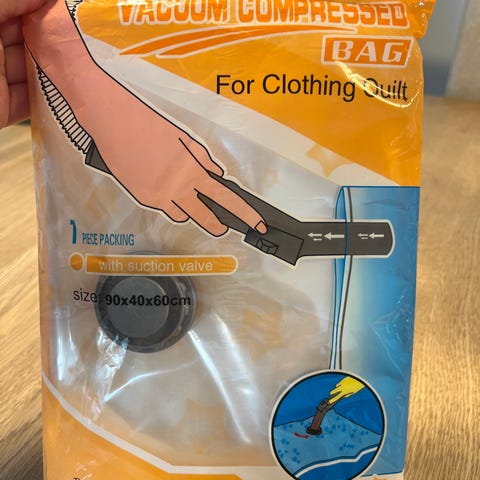 VACUUM COMPRESSED
BAG
For Clothing Quilt
1 PIECE PACKING
with suction valve
size: 90x40x60cm